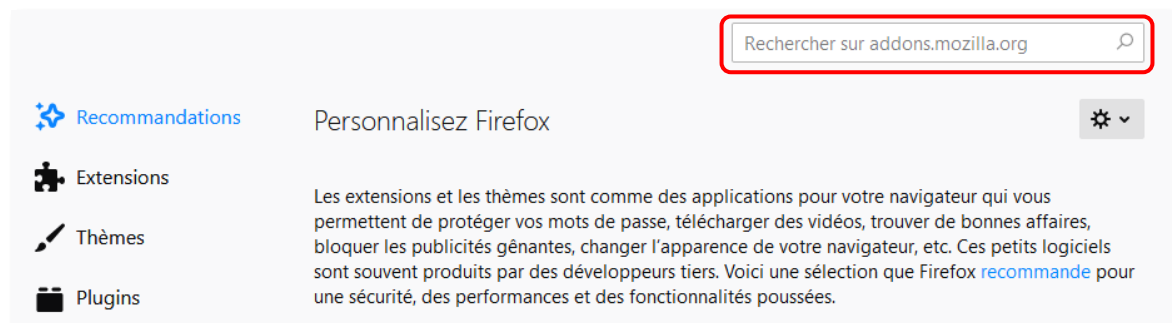 Rechercher sur addons.mozilla.org
Recommandations
Personnalisez Firefox
Extensions
Les extensions et les thèmes sont comme des applications pour votre navigateur qui vous
permettent de protéger vos mots de passe, télécharger des vidéos, trouver de bonnes affaires,
Thèmes
bloquer les publicités gênantes, changer l’apparence de votre navigateur, etc. Ces petits logiciels
sont souvent produits par des développeurs tiers. Voici une sélection que Firefox recommande pour
Plugins
une sécurité, des performances et des fonctionnalités poussées.